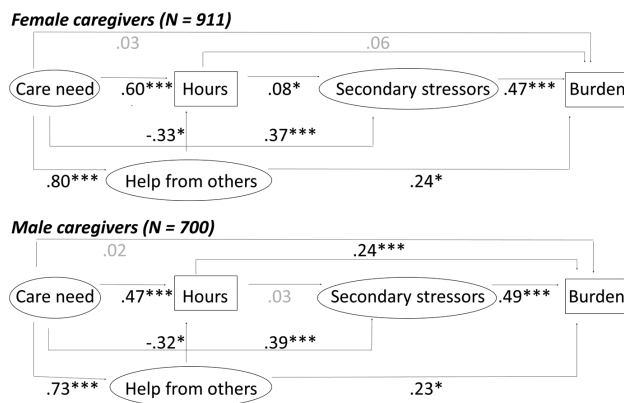 Female caregivers (N = 911)
.03 .06
Care need .60*** Hours .08* Secondary stressors .47*** Burden
-.33* .37***
.80*** Help from others .24*
Male caregivers (N = 700)
.02 .24***
Care need .47*** Hours .03 Secondary stressors .49*** Burden
-.32* .39***
.73*** Help from others .23*